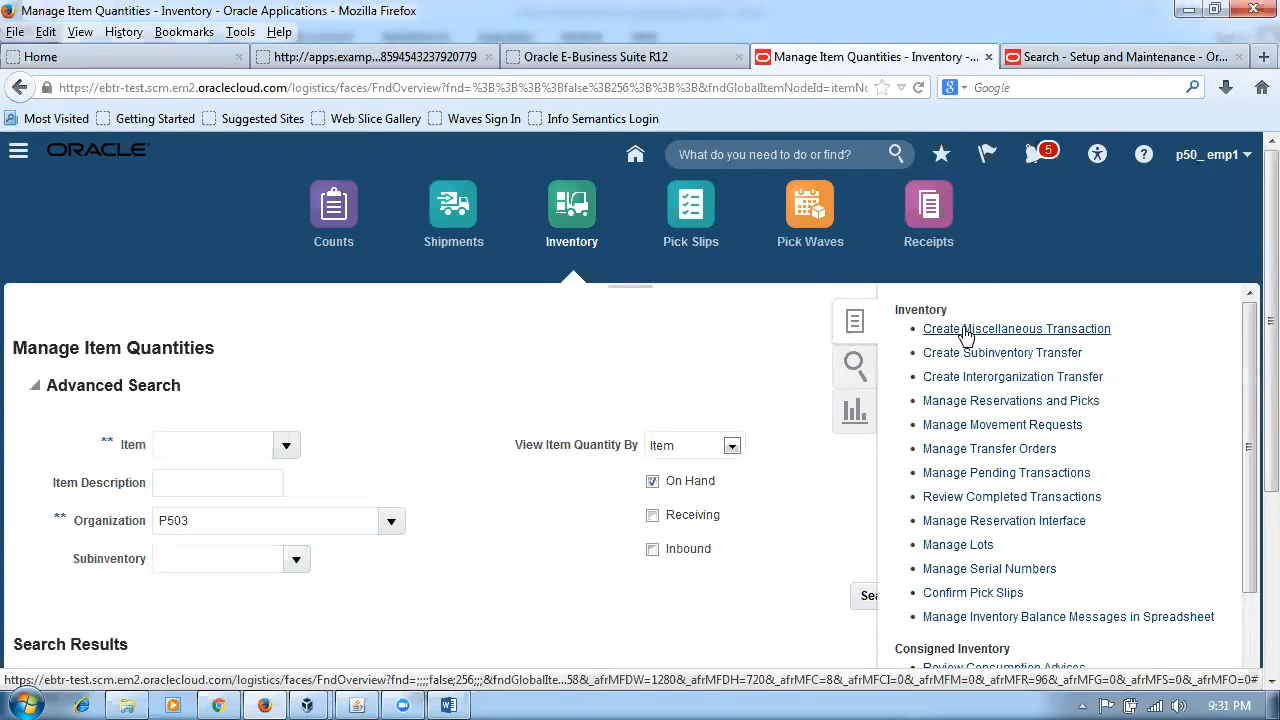 Manage Item Quantities - Inventory - Oracle Applications - Mozilla Firefox
File Edit View History Bookmarks Tools Help
Home
http://apps.examp...8594543237920779
Oracle E-Business Suite R12
Manage Item Quantities - Inventory -...
Search - Setup and Maintenance - Or...
https://ebtr-test.scm.em2.oraclecloud.com/logistics/faces/FndOverview?fnd=%3B%3B%3B%3Bfalse%3B256%3B%3B%3B&fndGlobalItemNodeId=itemNo
Google
Most Visited Getting Started Suggested Sites Web Slice Gallery Waves Sign In Info Semantics Login
ORACLE
What do you need to do or find?
5
p50_emp1
Counts Shipments Inventory Pick Slips Pick Waves Receipts
Manage Item Quantities
Advanced Search
** Item
View Item Quantity By Item
Item Description
On Hand
** Organization P503
Receiving
Subinventory
Inbound
Sea
Search Results
Inventory
Create Miscellaneous Transaction
Create Subinventory Transfer
Create Interorganization Transfer
Manage Reservations and Picks
Manage Movement Requests
Manage Transfer Orders
Manage Pending Transactions
Review Completed Transactions
Manage Reservation Interface
Manage Lots
Manage Serial Numbers
Confirm Pick Slips
Manage Inventory Balance Messages in Spreadsheet
Consigned Inventory
Review Consumption Advices
https://ebtr-test.scm.em2.oraclecloud.com/logistics/faces/FndOverview?fnd=;;;;false;256;;;&fndGlobalIte...58&_afrMFDW=1280&_afrMFDH=720&_afrMFC=8&_afrMFCI=0&_afrMFM=0&_afrMFR=96&_afrMFG=0&_afrMFS=0&_afrMFO=0#
9:31 PM